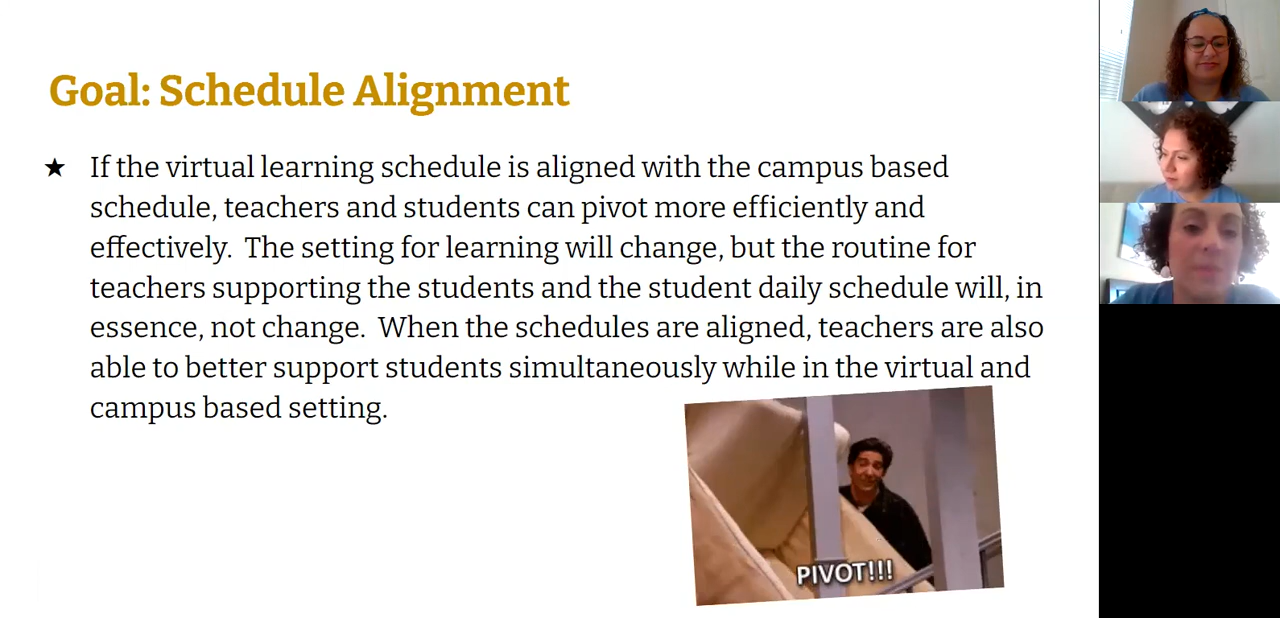 Goal: Schedule Alignment
★ If the virtual learning schedule is aligned with the campus based
schedule, teachers and students can pivot more efficiently and
effectively.  The setting for learning will change, but the routine for
teachers supporting the students and the student daily schedule will, in
essence, not change.  When the schedules are aligned, teachers are also
able to better support students simultaneously while in the virtual and
campus based setting.
PIVOT!!!